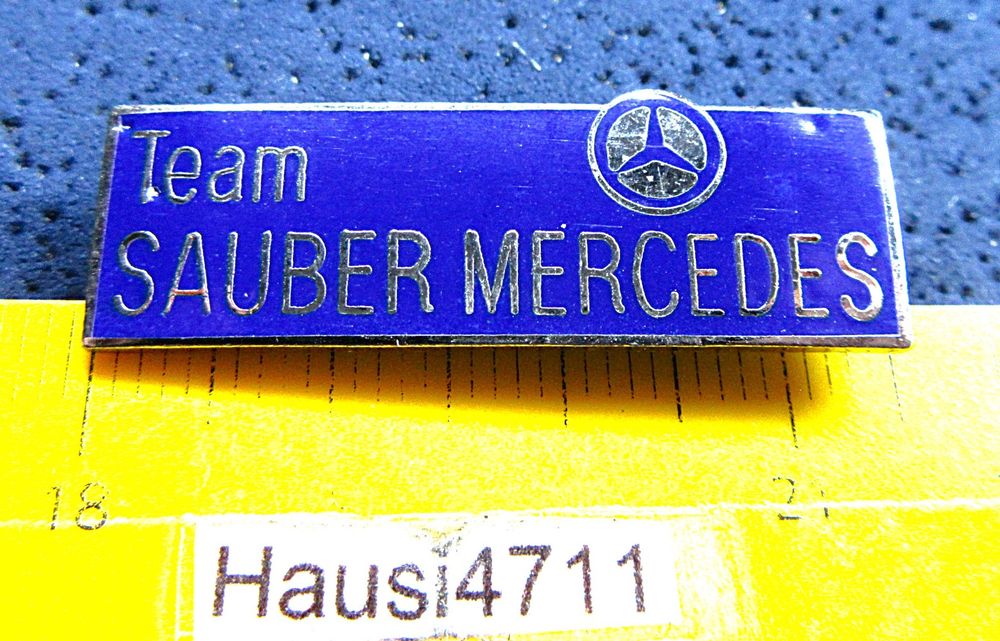 Team
SAUBER MERCEDES
18 21
Hausi4711